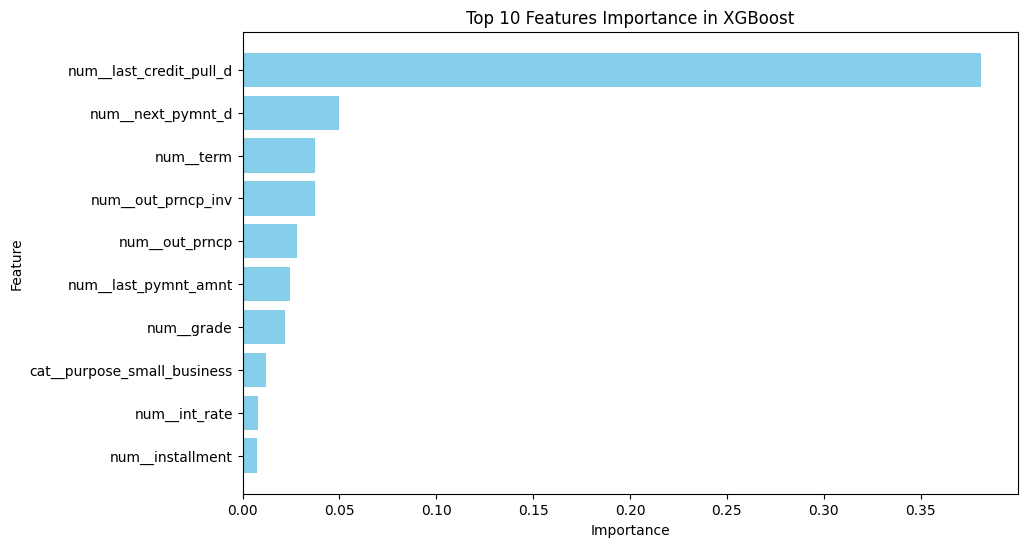 Top 10 Features Importance in XGBoost
Feature
num__last_credit_pull_d
num__next_pymnt_d
num__term
num__out_prncp_inv
num__out_prncp
num__last_pymnt_amnt
num__grade
cat__purpose_small_business
num__int_rate
num__installment
0.00 0.05 0.10 0.15 0.20 0.25 0.30 0.35
Importance